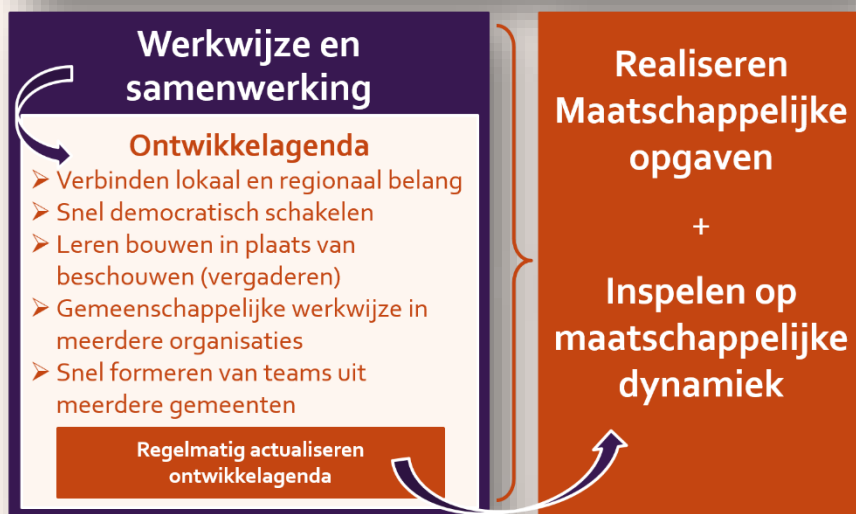 Werkwijze en
samenwerking
Ontwikkelagenda
➢ Verbinden lokaal en regionaal belang
➢ Snel democratisch schakelen
➢ Leren bouwen in plaats van
beschouwen (vergaderen)
➢ Gemeenschappelijke werkwijze in
meerdere organisaties
➢ Snel formeren van teams uit
meerdere gemeenten
Regelmatig actualiseren
ontwikkelagenda
Realiseren
Maatschappelijke
opgaven
+
Inspelen op
maatschappelijke
dynamiek